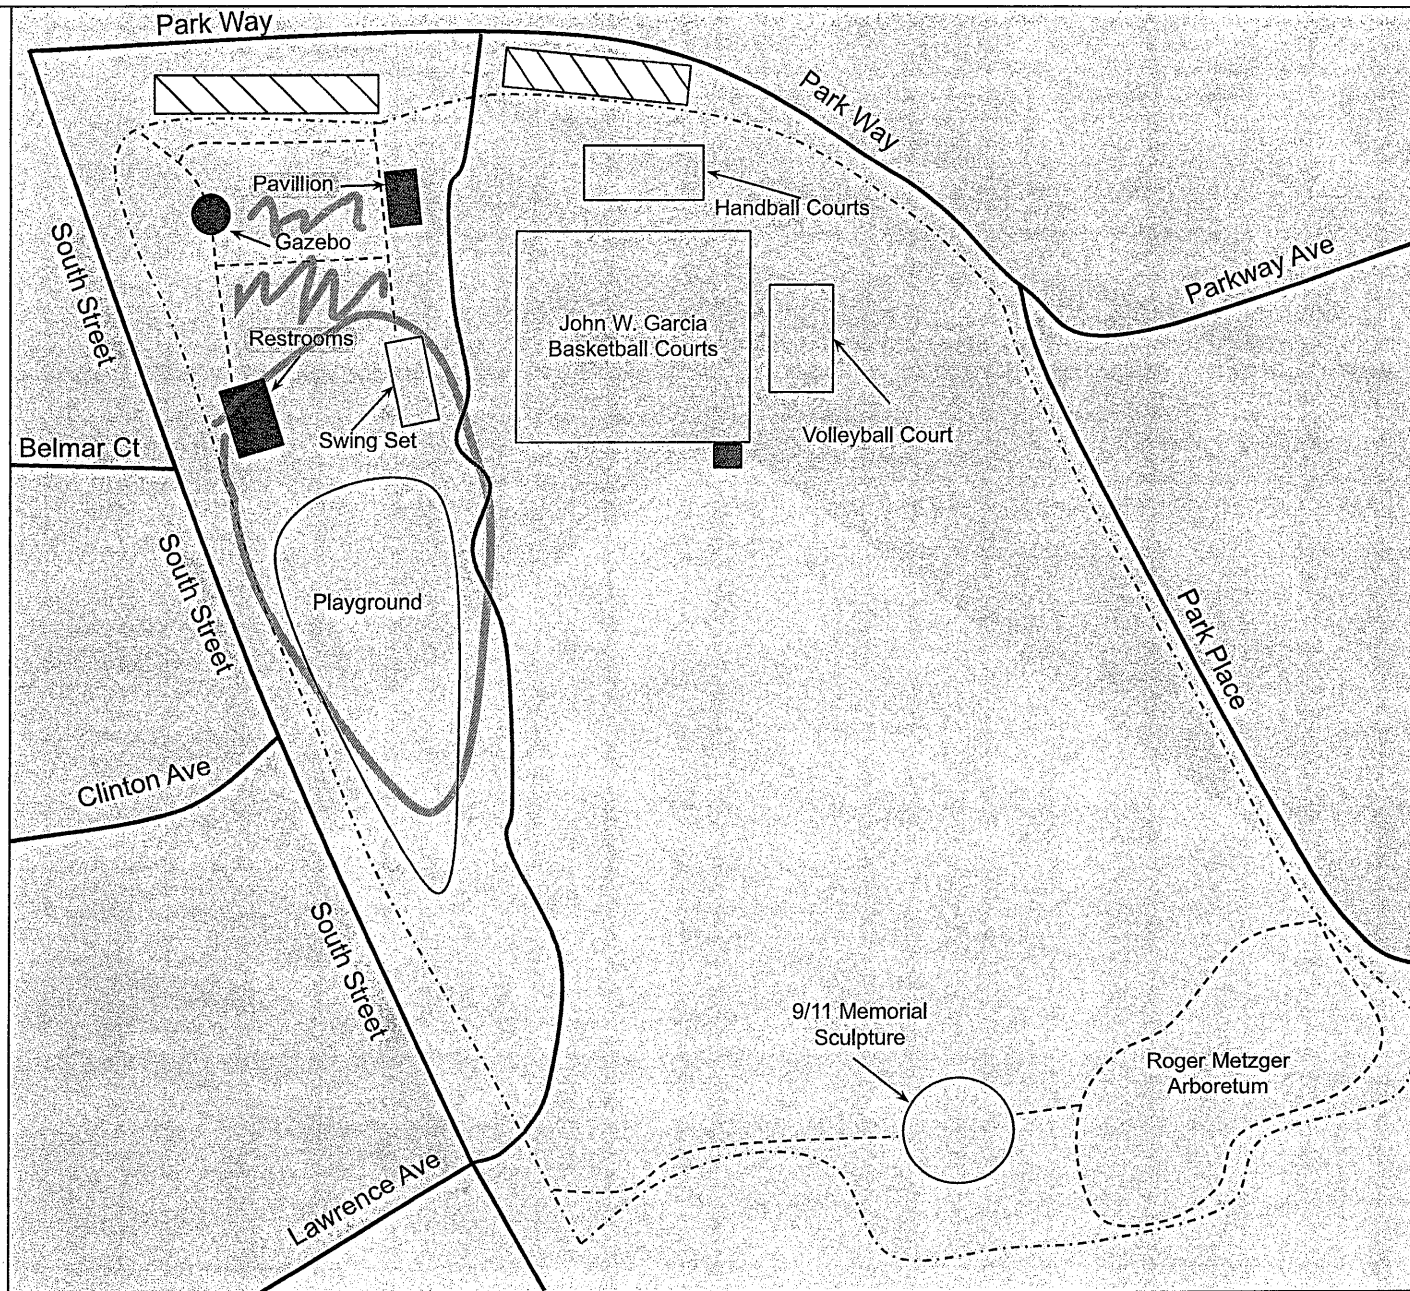 Park Way
Park Way
Pavillion
Handball Courts
Gazebo
South Street
Parkway Ave
John W. Garcia
Basketball Courts
Restrooms
Swing Set
Volleyball Court
Belmar Ct
South Street
Playground
Park Place
Clinton Ave
South Street
9/11 Memorial
Sculpture
Roger Metzger
Arboretum
Lawrence Ave